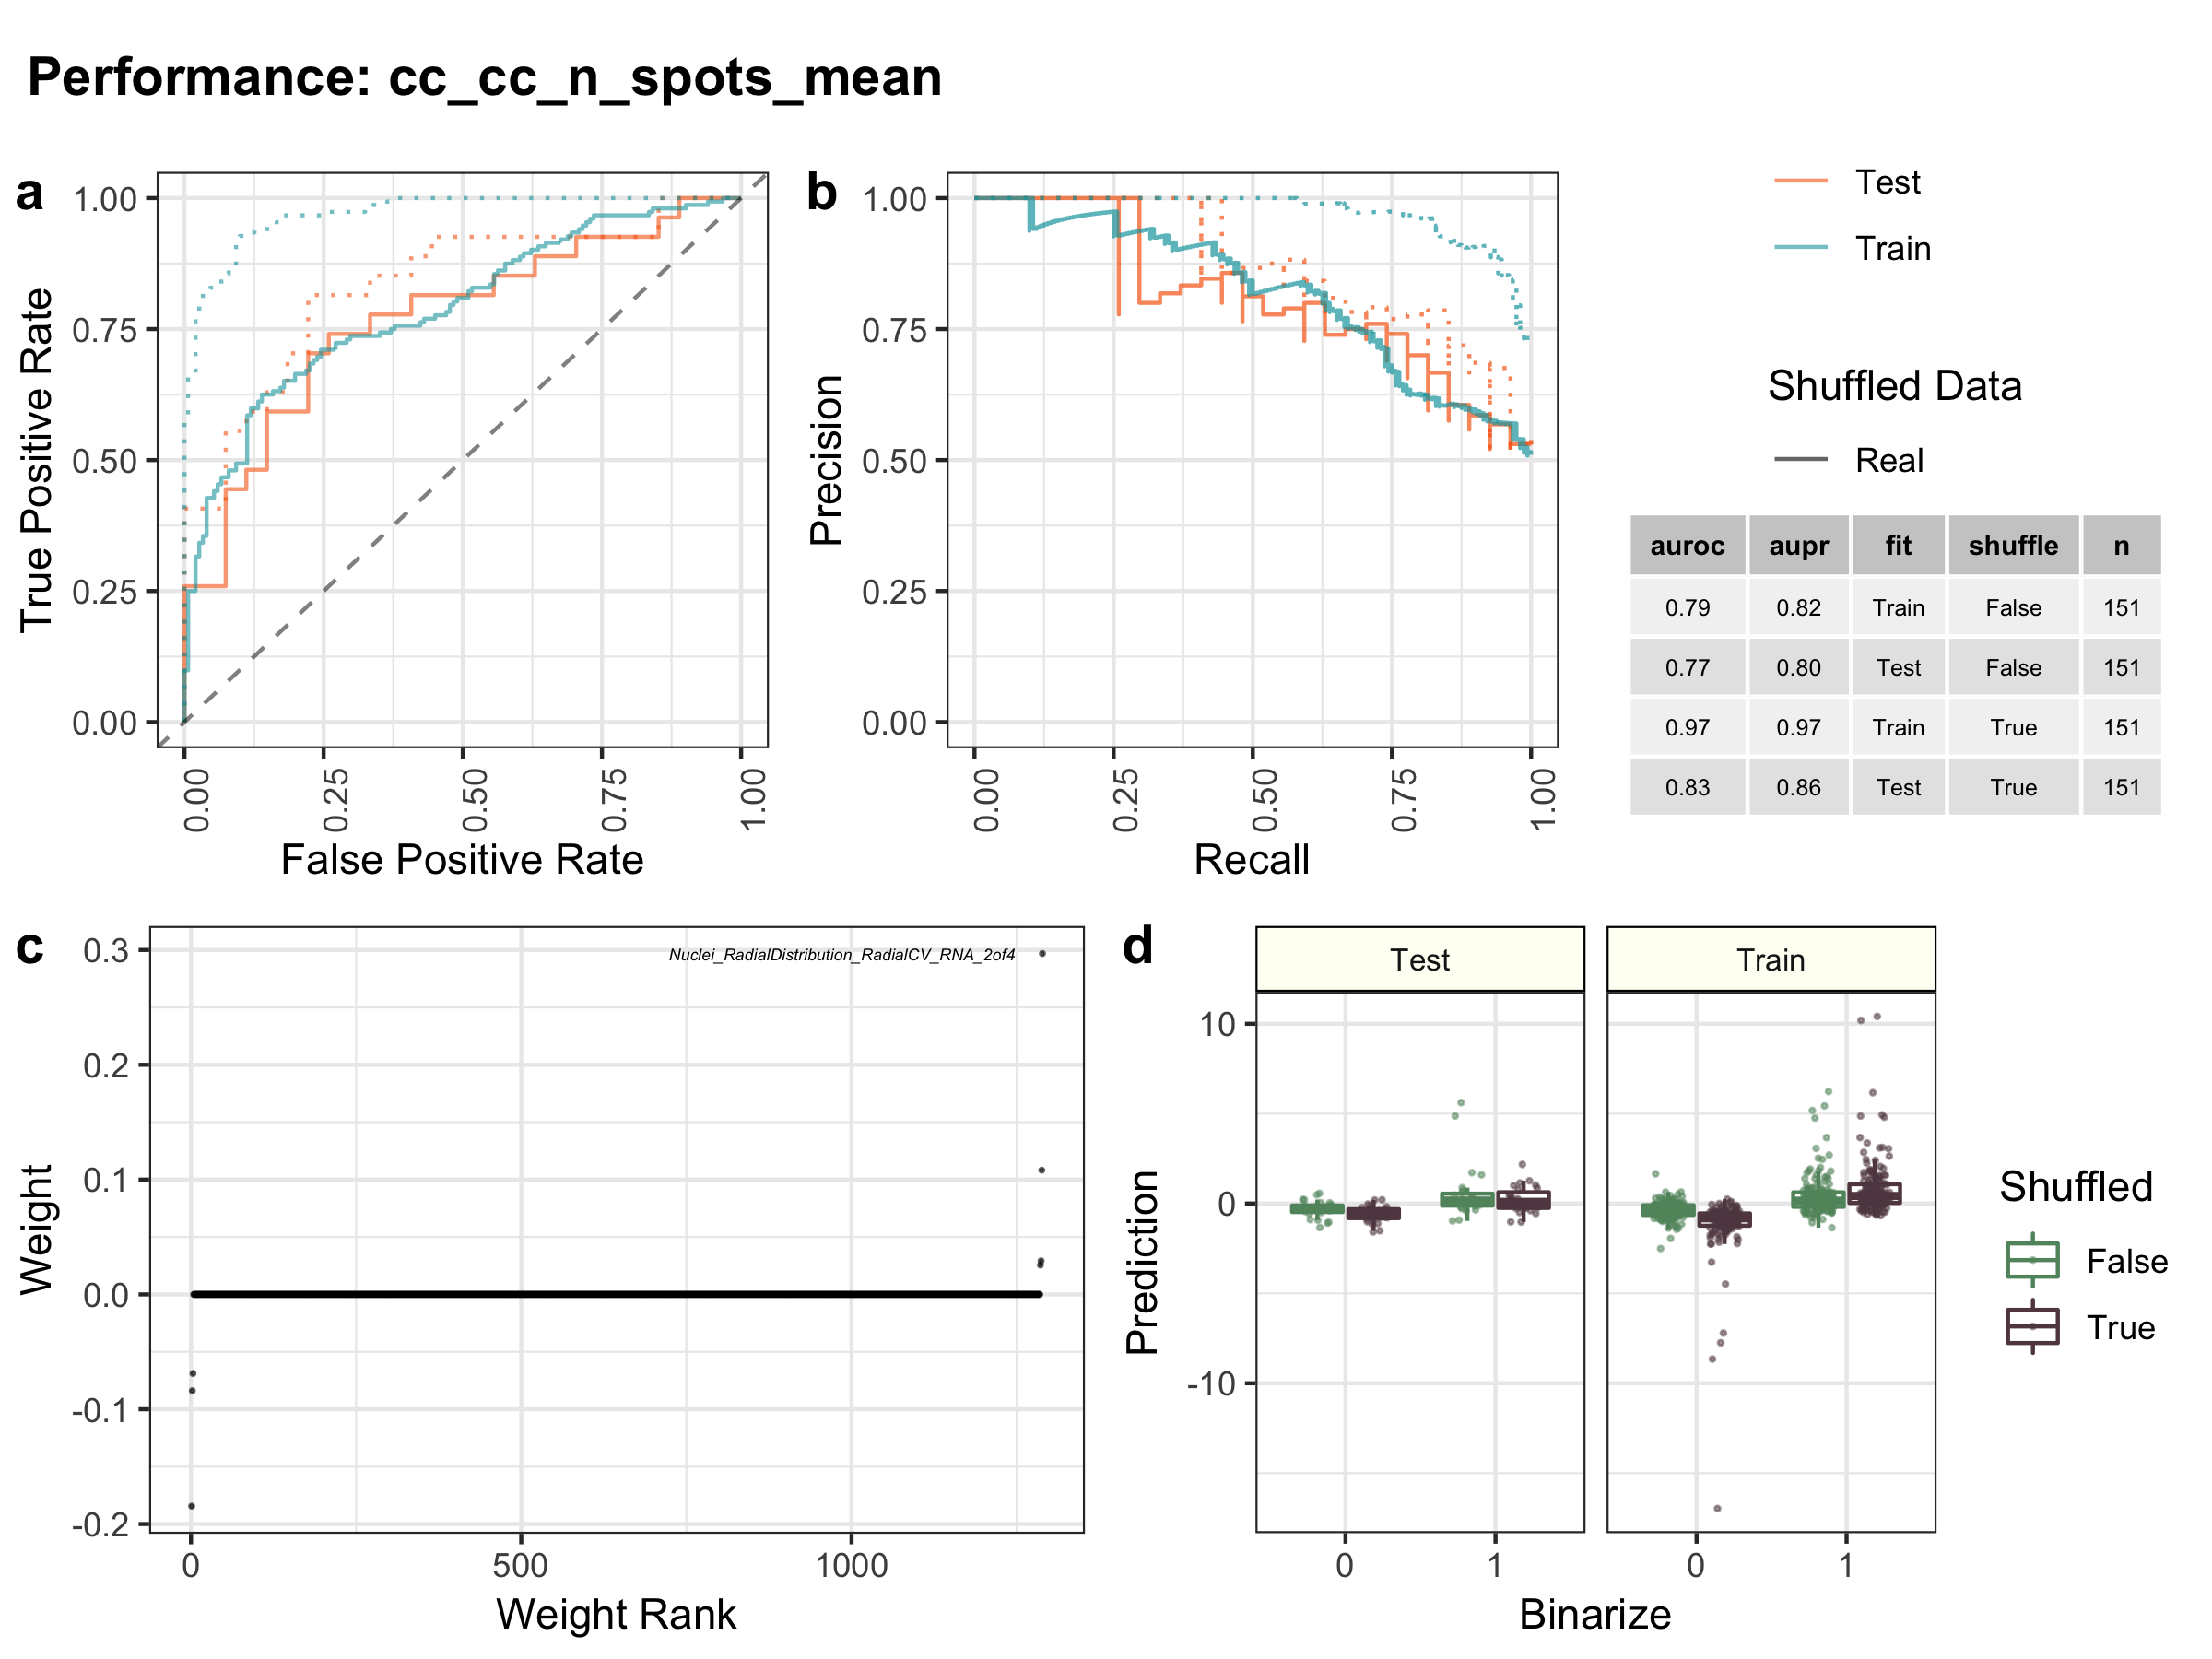 Performance: cc_cc_n_spots_mean
a
True Positive Rate
1.00
0.75
0.50
0.25
0.00
0.00
0.25
0.50
0.75
1.00
False Positive Rate
b
Precision
1.00
0.75
0.50
0.25
0.00
0.00
0.25
0.50
0.75
1.00
Recall
Test
Train
Shuffled Data
Real
auroc aupr fit shuffle n
0.79 0.82 Train False 151
0.77 0.80 Test False 151
0.97 0.97 Train True 151
0.83 0.86 Test True 151
c
Weight
0.3
0.2
0.1
0.0
-0.1
-0.2
Nuclei_RadialDistribution_RadialCV_RNA_2of4
0
500
1000
Weight Rank
d
Test
Train
Prediction
10
0
-10
0
1
0
1
Binarize
Shuffled
False
True